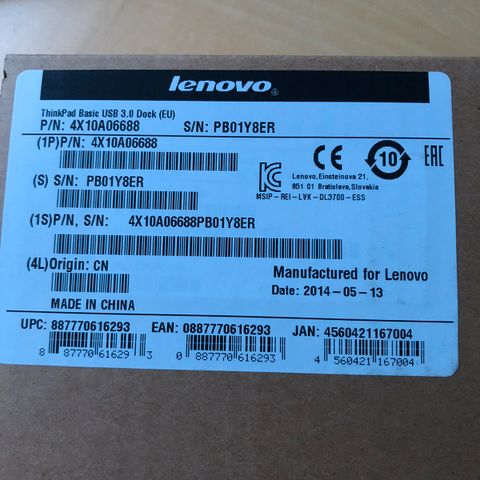 lenovo.
ThinkPad Basic USB 3.0 Dock (EU)
P/N: 4X10A06688 S/N: PB01Y8ER
(1P)P/N: 4X10A06688
(S) S/N: PB01Y8ER
(1S)P/N, S/N: 4X10A06688PB01Y8ER
(4L)Origin: CN
MADE IN CHINA
CE
10
EAC
Lenovo, Einsteinova 21,
851 01 Bratislava, Slovakia
MSIP-REI-LVK-DL3700-ESS
Manufactured for Lenovo
Date: 2014-05-13
UPC: 887770616293 EAN: 0887770616293 JAN: 4560421167004
8 87770 61629 3 0 887770 616293 4 560421 167004